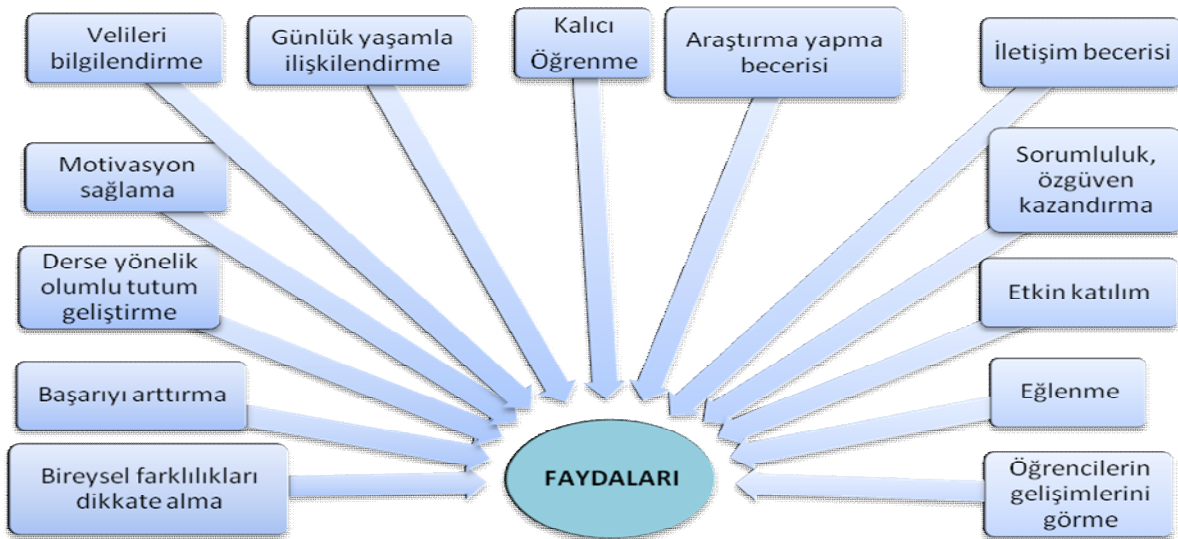 Velileri
bilgilendirme
Günlük yaşamla
ilişkilendirme
Kalıcı
Öğrenme
Araştırma yapma
becerisi
İletişim becerisi
Motivasyon
sağlama
Sorumluluk,
özgüven
kazandırma
Derse yönelik
olumlu tutum
geliştirme
Etkin katılım
Başarıyı arttırma
Eğlenme
Bireysel farklılıkları
dikkate alma
FAYDALARI
Öğrencilerin
gelişimlerini
görme